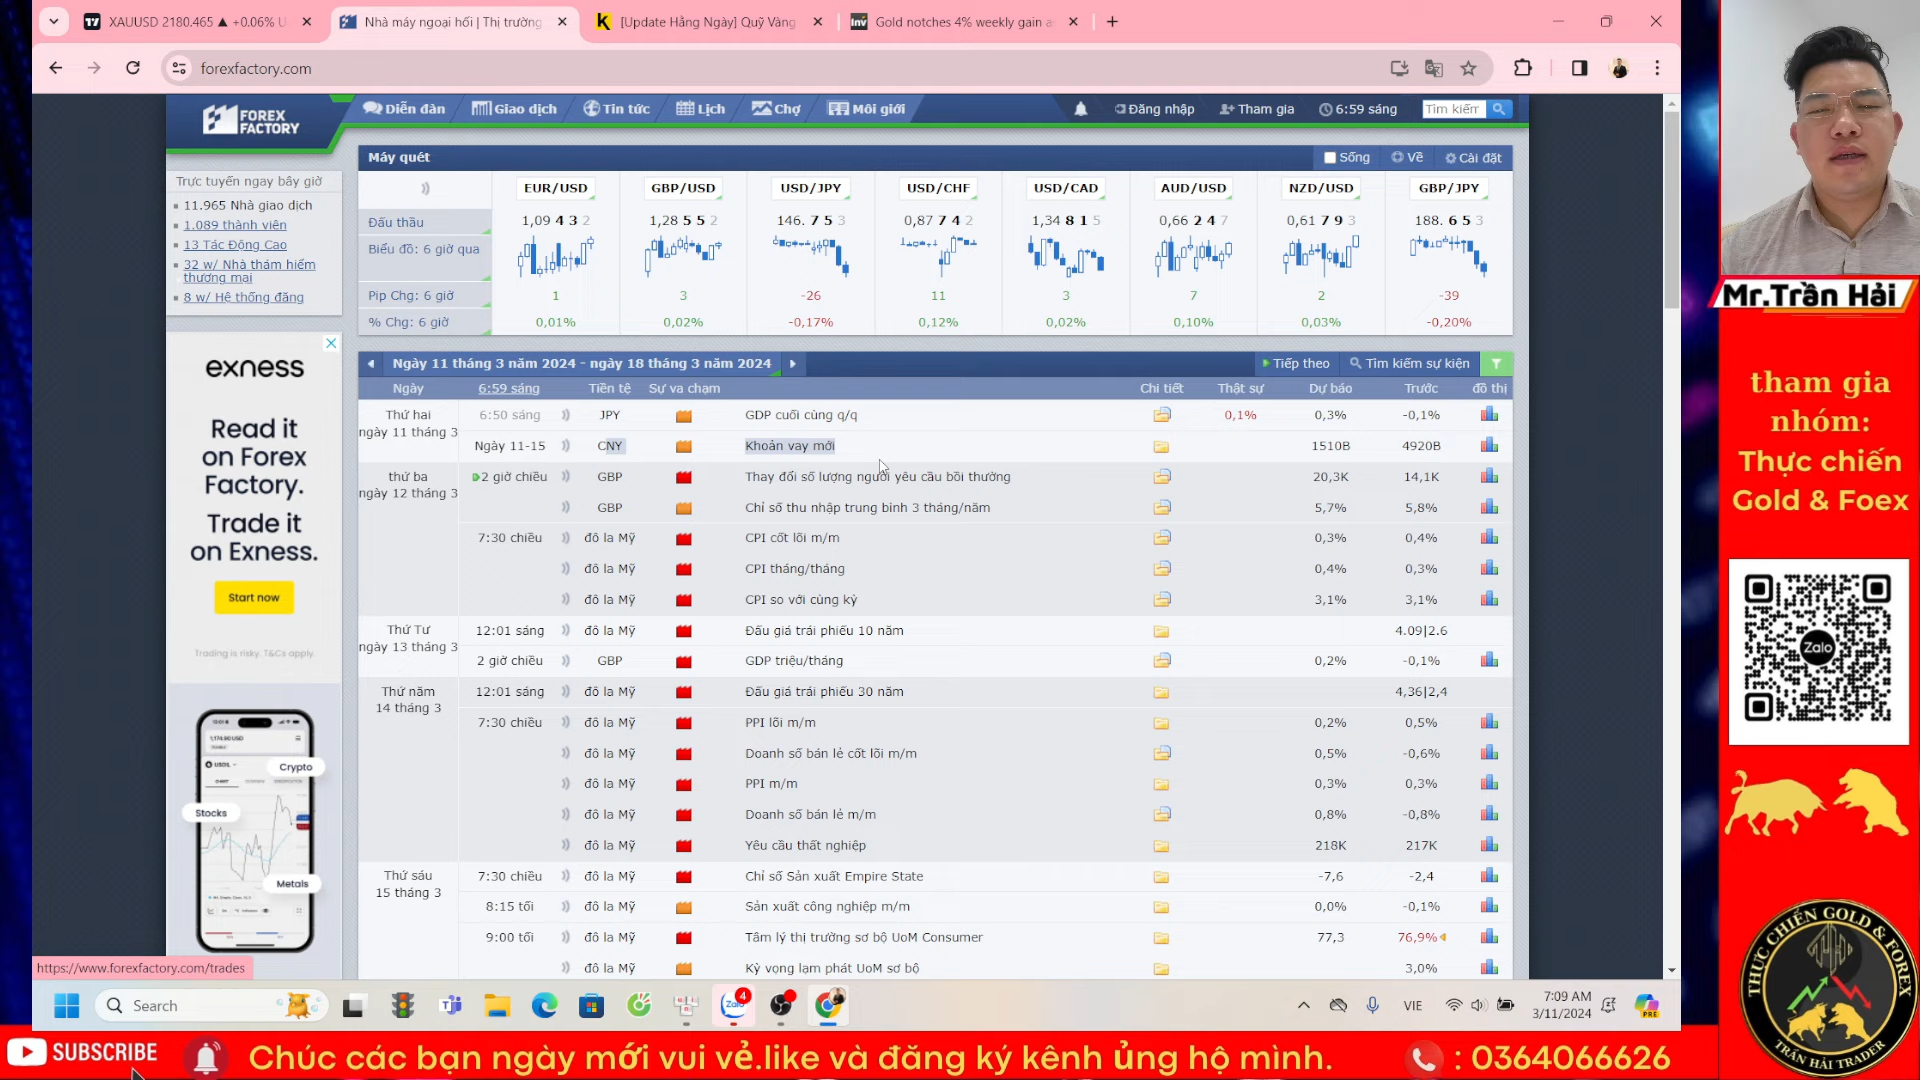 XAUUSD 2180.465 ▲ +0.06% U
Nhà máy ngoại hối | Thị trường
[Update Hằng Ngày] Quỹ Vàng
Gold notches 4% weekly gain a
forexfactory.com
FOREX
FACTORY
Diễn đàn
Giao dịch
Tin tức
Lịch
Chợ
Môi giới
Đăng nhập
Tham gia
6:59 sáng
Tìm kiếm
Trực tuyến ngay bây giờ
11.965 Nhà giao dịch
1.089 thành viên
13 Tác Động Cao
32 w/ Nhà thám hiểm
thương mại
8 w/ Hệ thống đăng
Máy quét
Sống
Về
Cài đặt
EUR/USD GBP/USD USD/JPY USD/CHF USD/CAD AUD/USD NZD/USD GBP/JPY
Đấu thầu 1,09 4 3 2 1,28 5 5 2 146. 7 5 3 0,87 7 4 2 1,34 8 1 5 0,66 2 4 7 0,61 7 9 3 188. 6 5 3
Biểu đồ: 6 giờ qua
Pip Chg: 6 giờ 1 3 -26 11 3 7 2 -39
% Chg: 6 giờ 0,01% 0,02% -0,17% 0,12% 0,02% 0,10% 0,03% -0,20%
Ngày 11 tháng 3 năm 2024 - ngày 18 tháng 3 năm 2024
Tiếp theo
Tìm kiếm sự kiện
Ngày 6:59 sáng Tiền tệ Sự va chạm Chi tiết Thật sự Dự báo Trước đồ thị
Thứ hai
ngày 11 tháng 3
6:50 sáng JPY GDP cuối cùng q/q 0,1% 0,3% -0,1%
Ngày 11-15 CNY Khoản vay mới 1510B 4920B
thứ ba
ngày 12 tháng 3
2 giờ chiều GBP Thay đổi số lượng người yêu cầu bồi thường 20,3K 14,1K
GBP Chỉ số thu nhập trung bình 3 tháng/năm 5,7% 5,8%
7:30 chiều đô la Mỹ CPI cốt lõi m/m 0,3% 0,4%
đô la Mỹ CPI tháng/tháng 0,4% 0,3%
đô la Mỹ CPI so với cùng kỳ 3,1% 3,1%
Thứ Tư
ngày 13 tháng 3
12:01 sáng đô la Mỹ Đấu giá trái phiếu 10 năm 4.09|2.6
2 giờ chiều GBP GDP triệu/tháng 0,2% -0,1%
Thứ năm
14 tháng 3
12:01 sáng đô la Mỹ Đấu giá trái phiếu 30 năm 4,36|2,4
7:30 chiều đô la Mỹ PPI lõi m/m 0,2% 0,5%
đô la Mỹ Doanh số bán lẻ cốt lõi m/m 0,5% -0,6%
đô la Mỹ PPI m/m 0,3% 0,3%
đô la Mỹ Doanh số bán lẻ m/m 0,8% -0,8%
đô la Mỹ Yêu cầu thất nghiệp 218K 217K
Thứ sáu
15 tháng 3
7:30 chiều đô la Mỹ Chỉ số Sản xuất Empire State -7,6 -2,4
8:15 tối đô la Mỹ Sản xuất công nghiệp m/m 0,0% -0,1%
9:00 tối đô la Mỹ Tâm lý thị trường sơ bộ UoM Consumer 77,3 76,9%
đô la Mỹ Kỳ vọng lạm phát UoM sơ bộ 3,0%
exness
Read it
on Forex
Factory.
Trade it
on Exness.
Start now
Trading is risky. T&Cs apply.
Crypto
Stocks
Metals
https://www.forexfactory.com/trades
Search
Zalo
4
VIE
7:09 AM
3/11/2024
PRE
Mr.Trần Hải
tham gia
nhóm:
Thực chiến
Gold & Foex
Zalo
THỰC CHIẾN GOLD & FOREX
TRẦN HẢI TRADER
SUBSCRIBE
Chúc các bạn ngày mới vui vẻ.like và đăng ký kênh ủng hộ mình.
: 0364066626